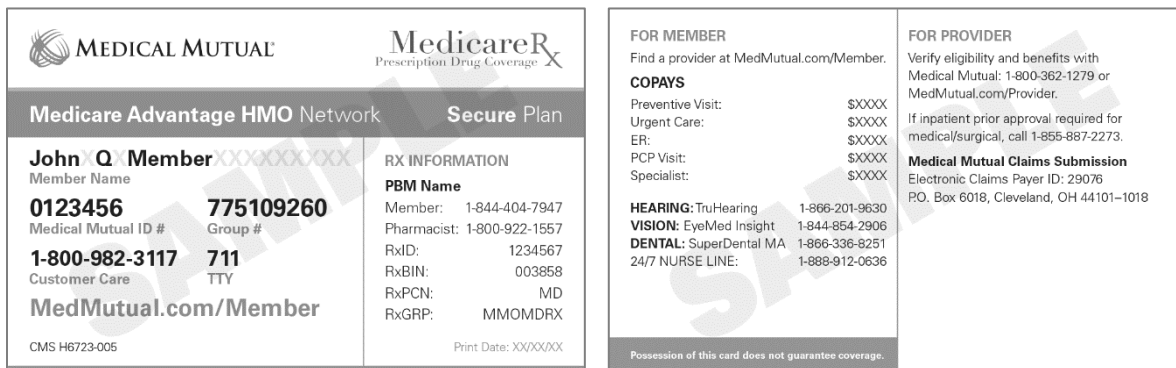 MEDICAL MUTUAL®
MedicareRx
Prescription Drug Coverage
Medicare Advantage HMO Network
Secure Plan
JohnXQXMemberXXXXXXXXX
Member Name
0123456 775109260
Medical Mutual ID # Group #
1-800-982-3117 711
Customer Care TTY
MedMutual.com/Member
CMS H6723-005
RX INFORMATION
PBM Name
Member: 1-844-404-7947
Pharmacist: 1-800-922-1557
RxID: 1234567
RxBIN: 003858
RxPCN: MD
RxGRP: MMOMDRX
Print Date: XX/XX/XX
SAMPLE
FOR MEMBER
Find a provider at MedMutual.com/Member.
COPAYS
Preventive Visit: $XXXX
Urgent Care: $XXXX
ER: $XXXX
PCP Visit: $XXXX
Specialist: $XXXX
HEARING: TruHearing 1-866-201-9630
VISION: EyeMed Insight 1-844-854-2906
DENTAL: SuperDental MA 1-866-336-8251
24/7 NURSE LINE: 1-888-912-0636
Possession of this card does not guarantee coverage.
FOR PROVIDER
Verify eligibility and benefits with
Medical Mutual: 1-800-362-1279 or
MedMutual.com/Provider.
If inpatient prior approval required for
medical/surgical, call 1-855-887-2273.
Medical Mutual Claims Submission
Electronic Claims Payer ID: 29076
P.O. Box 6018, Cleveland, OH 44101–1018
SAMPLE